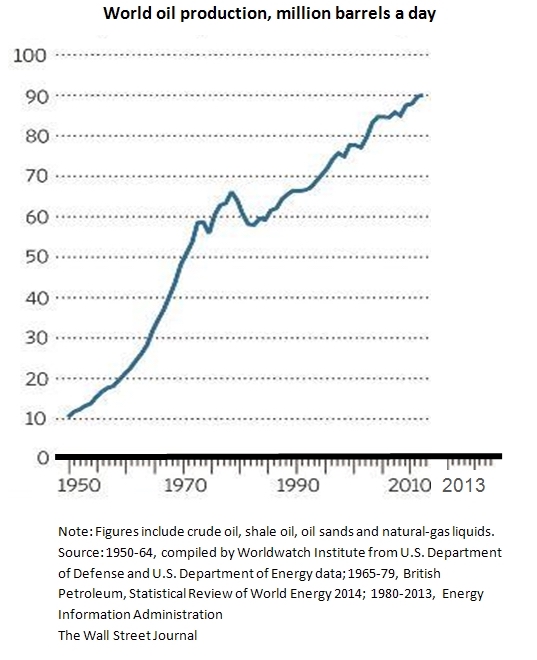 World oil production, million barrels a day
100
90
80
70
60
50
40
30
20
10
0
1950 1970 1990 2010 2013
Note: Figures include crude oil, shale oil, oil sands and natural-gas liquids.
Source: 1950-64, compiled by Worldwatch Institute from U.S. Department
of Defense and U.S. Department of Energy data; 1965-79, British
Petroleum, Statistical Review of World Energy 2014; 1980-2013, Energy
Information Administration
The Wall Street Journal